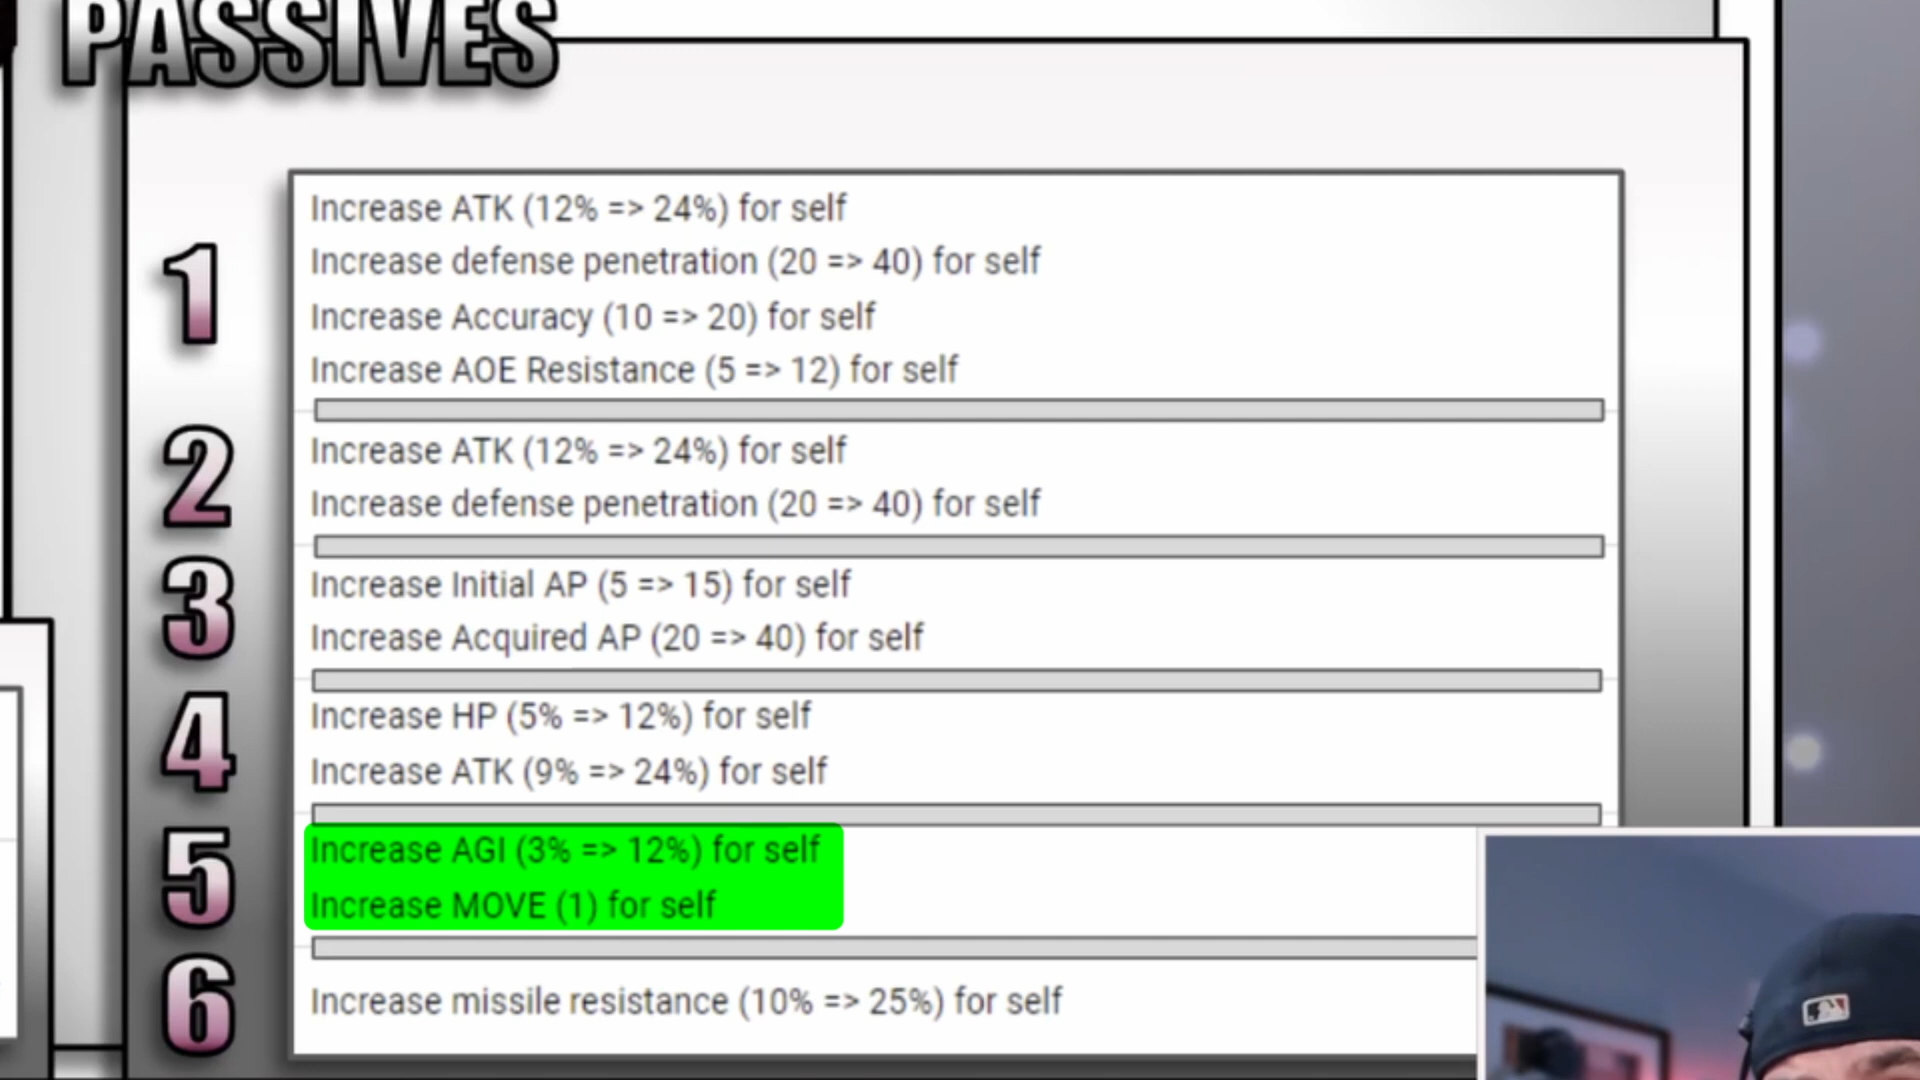 PASSIVES
1
Increase ATK (12% => 24%) for self
Increase defense penetration (20 => 40) for self
Increase Accuracy (10 => 20) for self
Increase AOE Resistance (5 => 12) for self
2
Increase ATK (12% => 24%) for self
Increase defense penetration (20 => 40) for self
3
Increase Initial AP (5 => 15) for self
Increase Acquired AP (20 => 40) for self
4
Increase HP (5% => 12%) for self
Increase ATK (9% => 24%) for self
5
Increase AGI (3% => 12%) for self
Increase MOVE (1) for self
6
Increase missile resistance (10% => 25%) for self